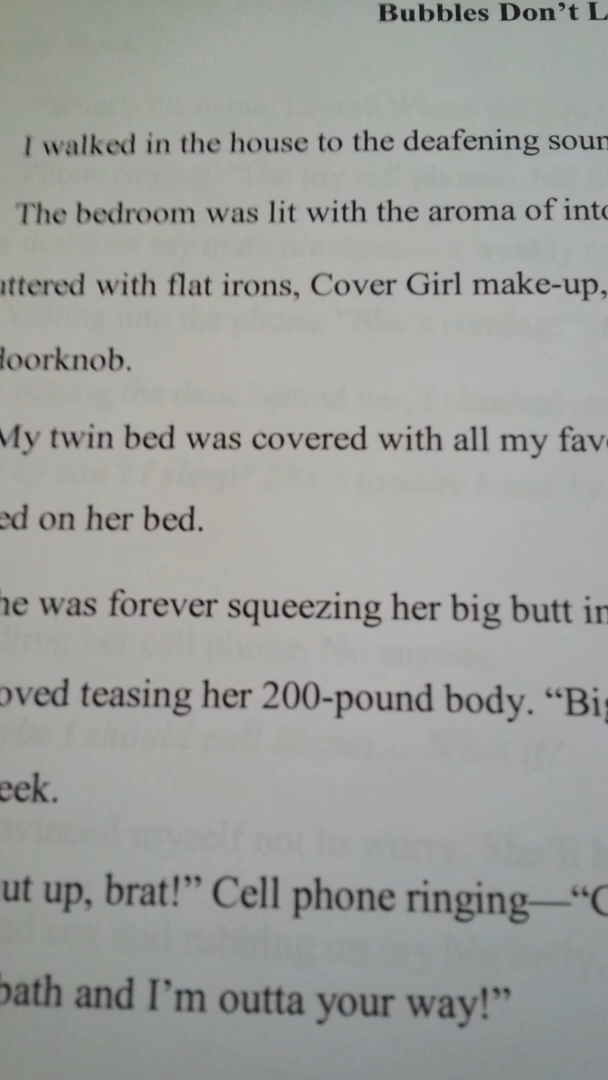 Bubbles Don't L
I walked in the house to the deafening soun
The bedroom was lit with the aroma of into
uttered with flat irons, Cover Girl make-up,
doorknob.
My twin bed was covered with all my favo
ed on her bed.
he was forever squeezing her big butt in
oved teasing her 200-pound body. “Big
eek.
ut up, brat!” Cell phone ringing—“C
bath and I’m outta your way!”